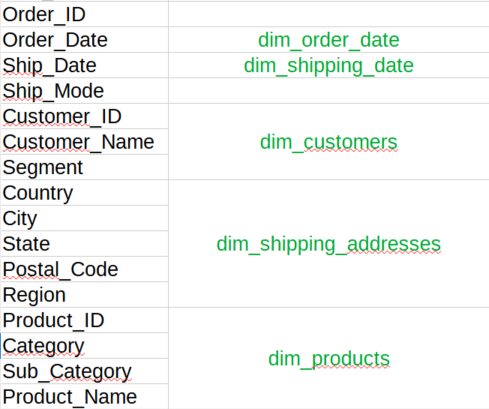 Order_ID
Order_Date dim_order_date
Ship_Date dim_shipping_date
Ship_Mode
Customer_ID
Customer_Name dim_customers
Segment
Country
City
State dim_shipping_addresses
Postal_Code
Region
Product_ID
Category dim_products
Sub_Category
Product_Name